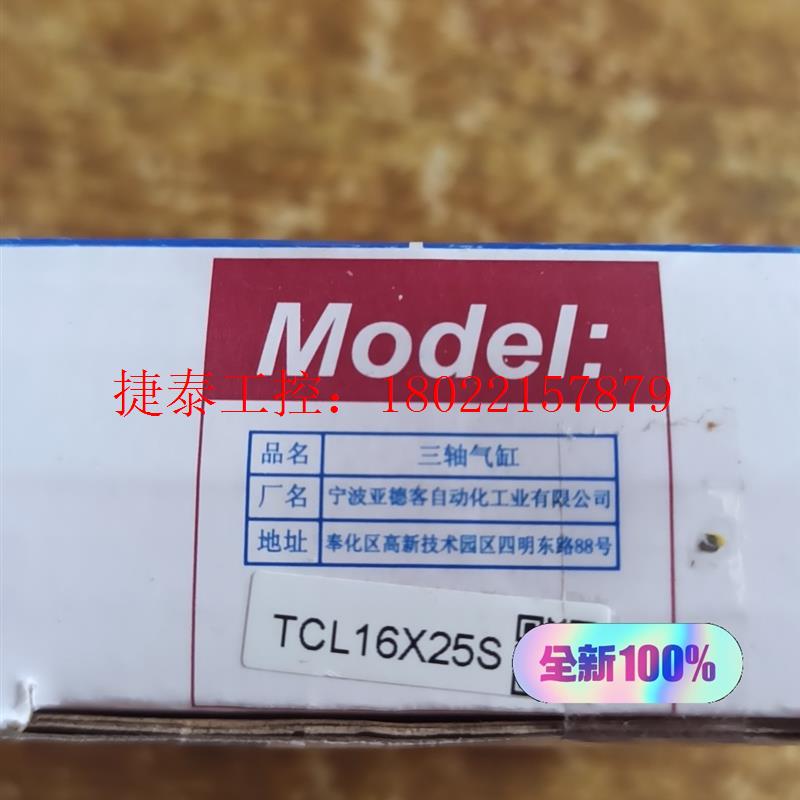 Model:
捷泰工控：18022157879
品名 三轴气缸
厂名 宁波亚德客自动化工业有限公司
地址 奉化区高新技术园区四明东路88号
TCL16X25S
全新100%